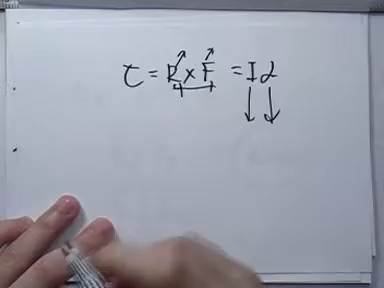 τ = R × F = Iα